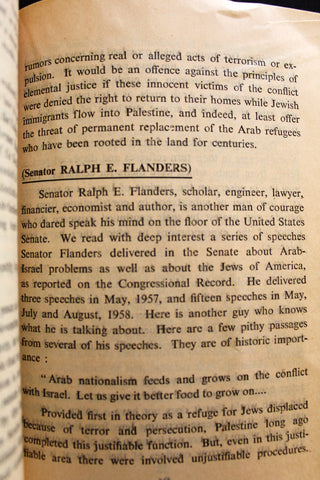 rumors concerning real or alleged acts of terrorism or ex-
pulsion. It would be an offence against the principles of
elemental justice if these innocent victims of the conflict
were denied the right to return to their homes while Jewish
immigrants flow into Palestine, and indeed, at least offer
the threat of permanent replacement of the Arab refugees
who have been rooted in the land for centuries.
(Senator RALPH E. FLANDERS)
Senator Ralph E. Flanders, scholar, engineer, lawyer,
financier, economist and author, is another man of courage
who dared speak his mind on the floor of the United States
Senate. We read with deep interest a series of speeches
Senator Flanders delivered in the Senate about Arab-
Israel problems as well as about the Jews of America,
as reported on the Congressional Record. He delivered
three speeches in May, 1957, and fifteen speeches in May,
July and August, 1958. Here is another guy who knows
what he is talking about. Here are a few pithy passages
from several of his speeches. They are of historic import-
ance :
"Arab nationalism feeds and grows on the conflict
with Israel. Let us give it better food to grow on....
Provided first in theory as a refuge for Jews displaced
because of terror and persecution, Palestine long ago
completed this justifiable function. But, even in this justi-
fiable area there were involved unjustifiable procedures.